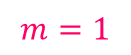 m = 1